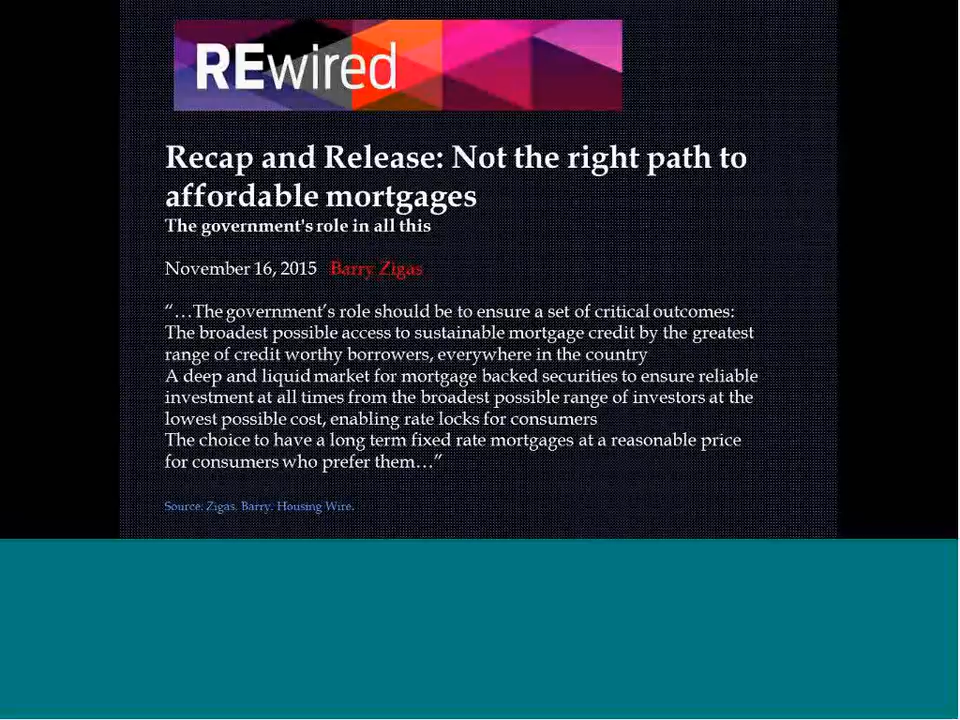 REwired
Recap and Release: Not the right path to
affordable mortgages
The government's role in all this
November 16, 2015 Barry Zigas
“…The government’s role should be to ensure a set of critical outcomes:
The broadest possible access to sustainable mortgage credit by the greatest
range of credit worthy borrowers, everywhere in the country
A deep and liquid market for mortgage backed securities to ensure reliable
investment at all times from the broadest possible range of investors at the
lowest possible cost, enabling rate locks for consumers
The choice to have a long term fixed rate mortgages at a reasonable price
for consumers who prefer them…”
Source: Zigas. Barry. Housing Wire.